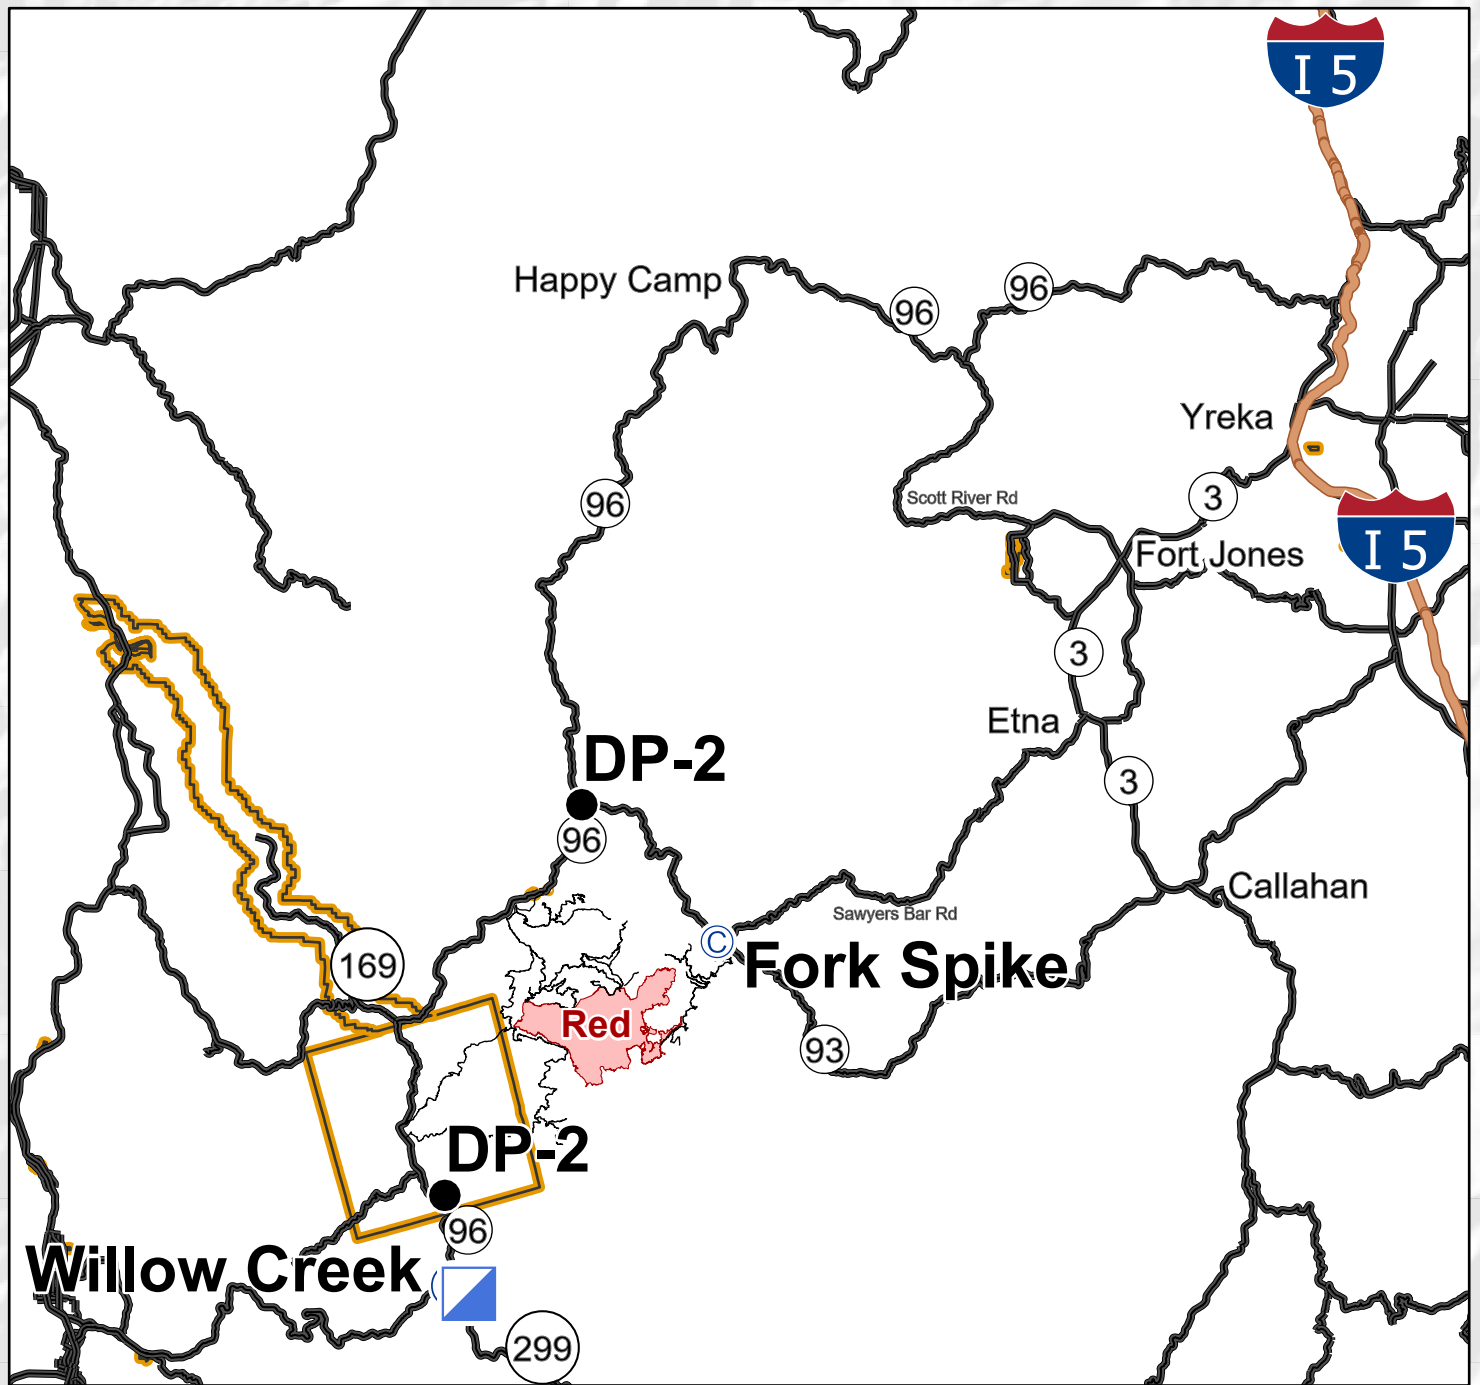 I 5
Happy Camp
96
96
Yreka
96
Scott River Rd
3
I 5
Fort Jones
3
Etna
DP-2
3
96
Callahan
Sawyers Bar Rd
C
Fork Spike
169
Red
93
DP-2
96
Willow Creek
299